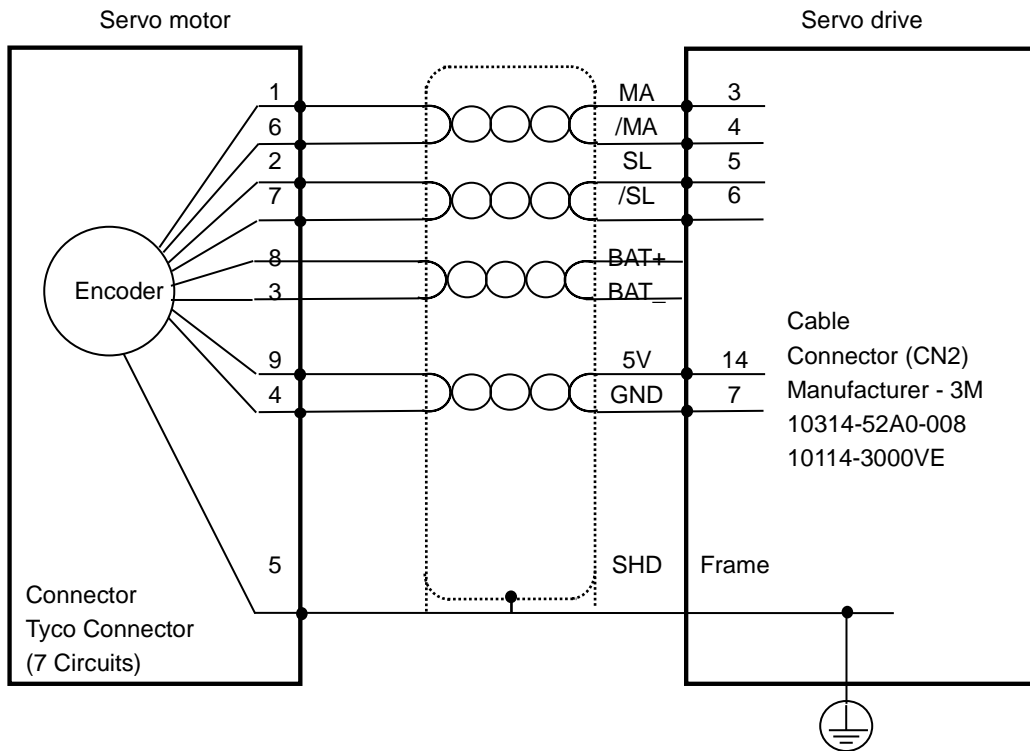 Servo motor
Servo drive
1 MA 3
6 /MA 4
2 SL 5
7 /SL 6
8 BAT+
Encoder 3 BAT_
9 5V 14
4 GND 7
Cable
Connector (CN2)
Manufacturer - 3M
10314-52A0-008
10114-3000VE
5 SHD Frame
Connector
Tyco Connector
(7 Circuits)